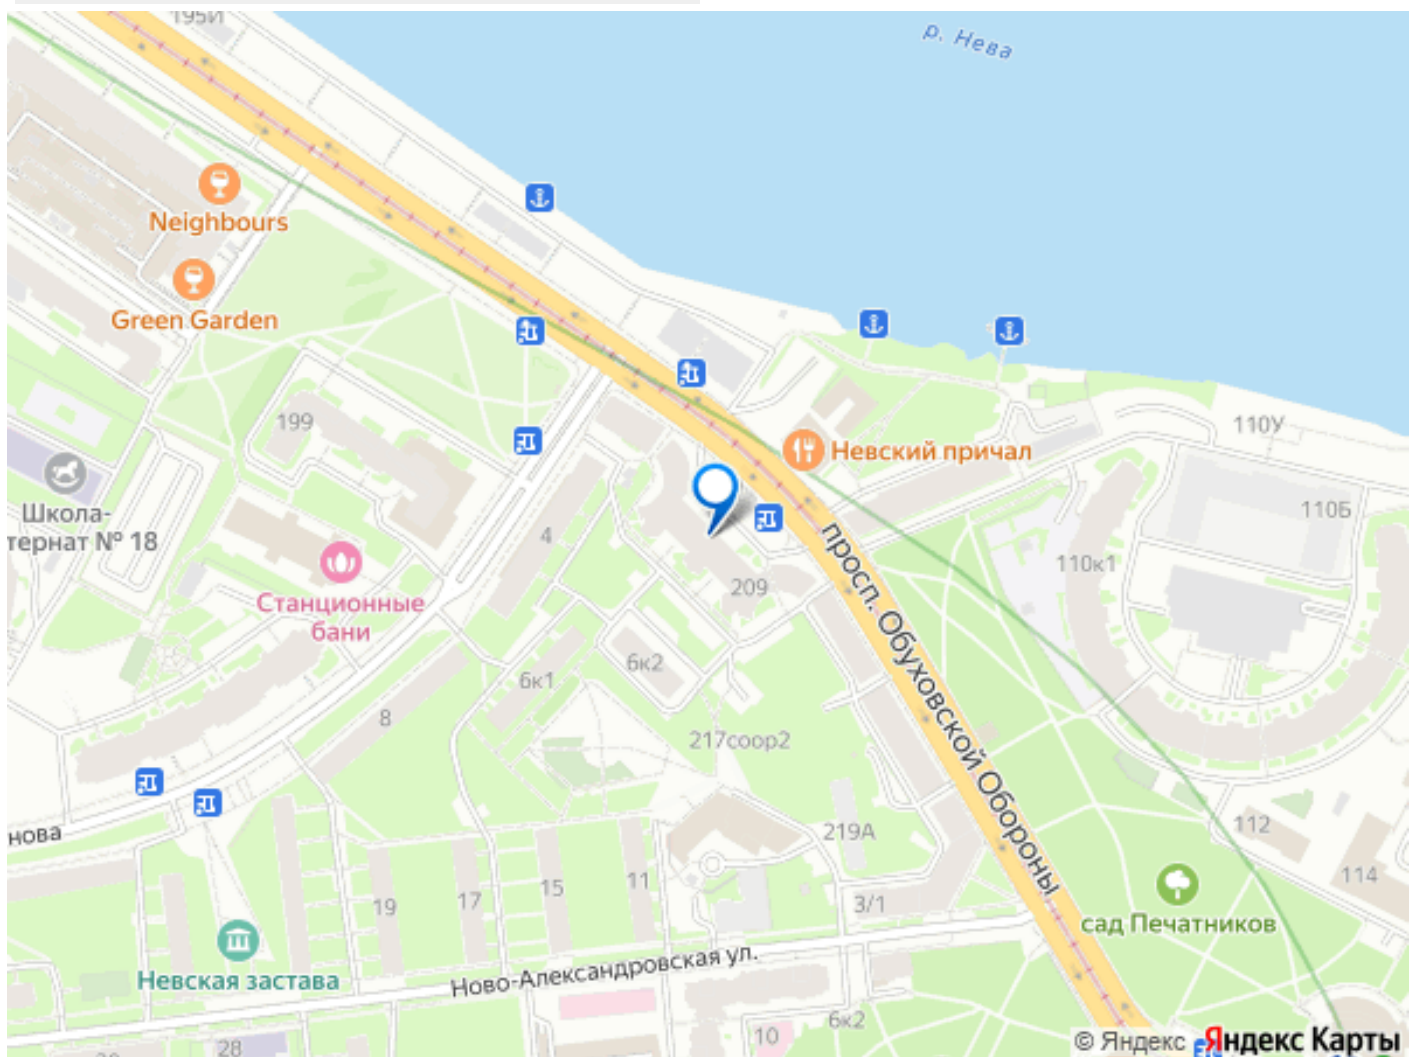 195И
р. Нева
Neighbours
Green Garden
199
110У
Невский причал
Школа-
тернат № 18
110Б
4
просп. Обуховской Обороны
110к1
Станционные
бани
209
6к2
6к1
8
217соор2
нова
219А
112
114
19
17
15
11
3/1
сад Печатников
Невская застава
Ново-Александровская ул.
28
10
6к2
© Яндекс
Яндекс Карты